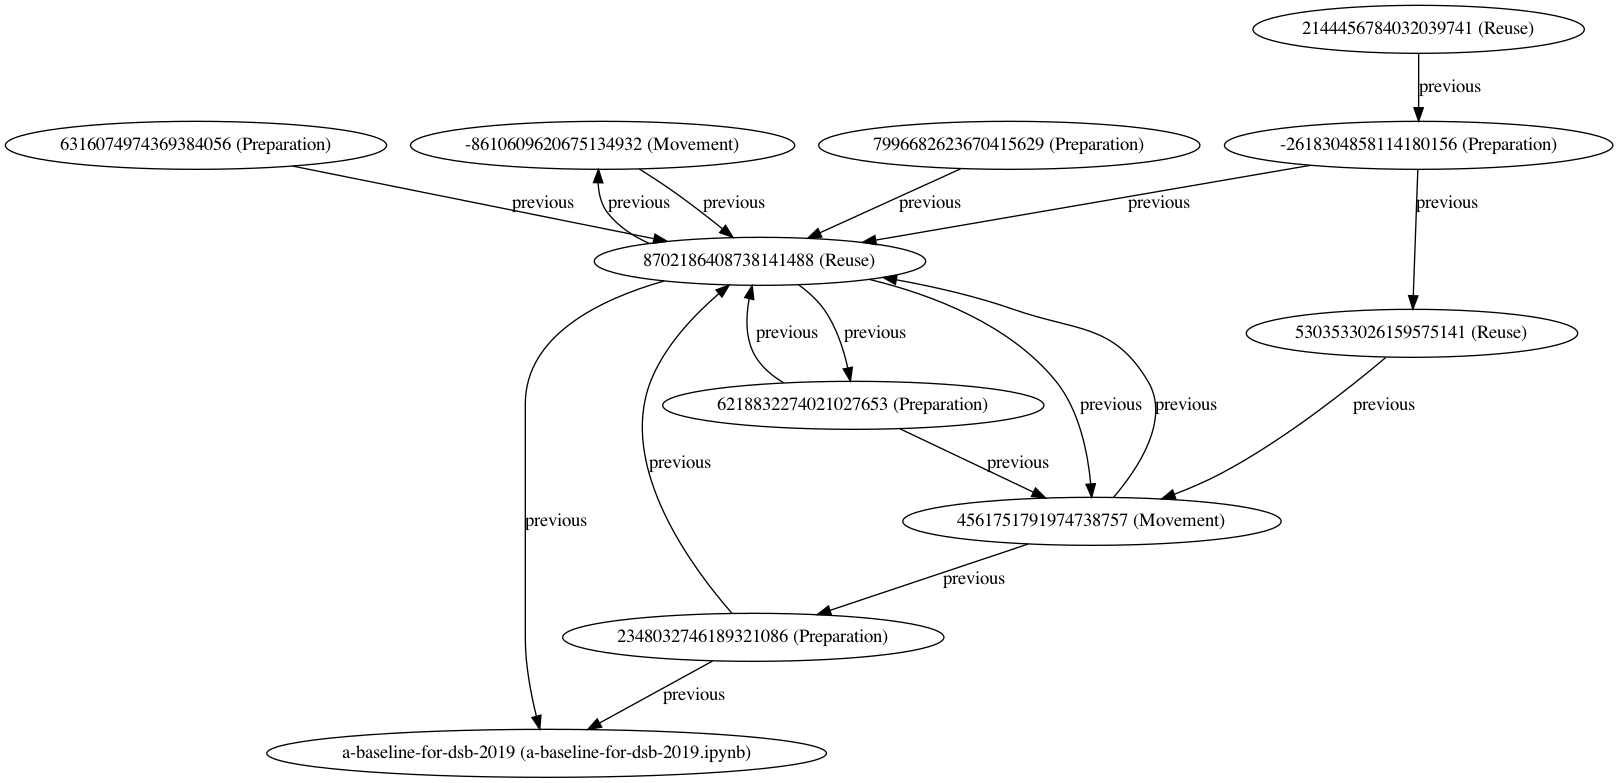 2144456784032039741 (Reuse)
previous
6316074974369384056 (Preparation)
-8610609620675134932 (Movement)
7996682623670415629 (Preparation)
-2618304858114180156 (Preparation)
previous
previous
previous
previous
previous
previous
8702186408738141488 (Reuse)
previous
previous
5303533026159575141 (Reuse)
6218832274021027653 (Preparation)
previous
previous
previous
previous
previous
previous
4561751791974738757 (Movement)
previous
2348032746189321086 (Preparation)
previous
a-baseline-for-dsb-2019 (a-baseline-for-dsb-2019.ipynb)